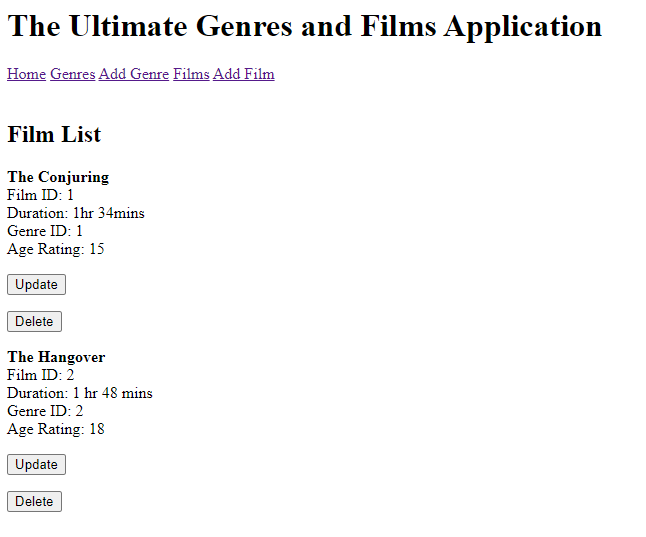 The Ultimate Genres and Films Application
Home Genres Add Genre Films Add Film
Film List
The Conjuring
Film ID: 1
Duration: 1hr 34mins
Genre ID: 1
Age Rating: 15
Update
Delete
The Hangover
Film ID: 2
Duration: 1 hr 48 mins
Genre ID: 2
Age Rating: 18
Update
Delete